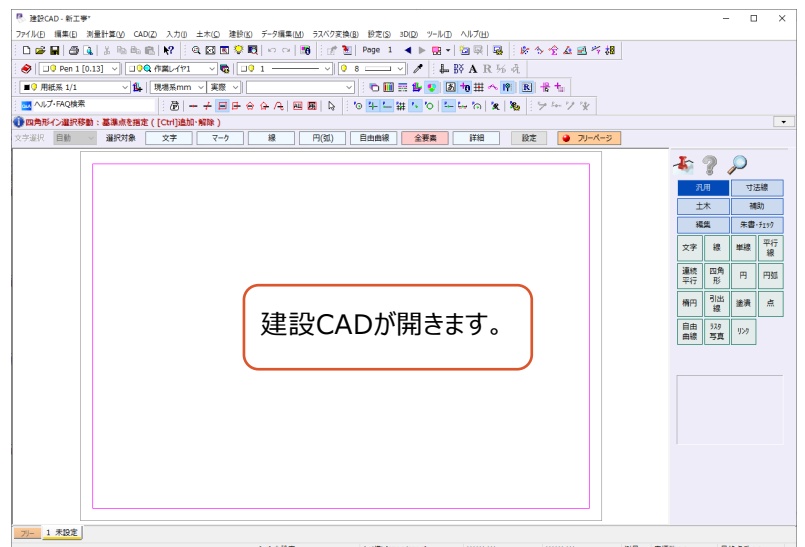 建設CAD - 新工事*
ファイル(F) 編集(E) 測量計算(V) CAD(Z) 入力(I) 土木(C) 建設(K) データ編集(M) ラスベク変換(B) 設定(S) 3D(D) ツール(T) ヘルプ(H)
Page 1
Pen 1 [0.13] 作業レイヤ1 1 8
用紙系 1/1 現場系mm 実際
ヘルプ・FAQ検索
四角形イン選択移動：基準点を指定 ( [Ctrl]追加・解除 )
文字選択 自動 選択対象 文字 マーク 線 円(弧) 自由曲線 全要素 詳細 設定 フリーページ
汎用 寸法線
土木 補助
編集 朱書・チェック
文字 線 単線 平行線
連続平行 四角形 円 円弧
楕円 引出線 塗潰 点
自由曲線 ラスタ写真 リンク
建設CADが開きます。
フリー 1 未設定